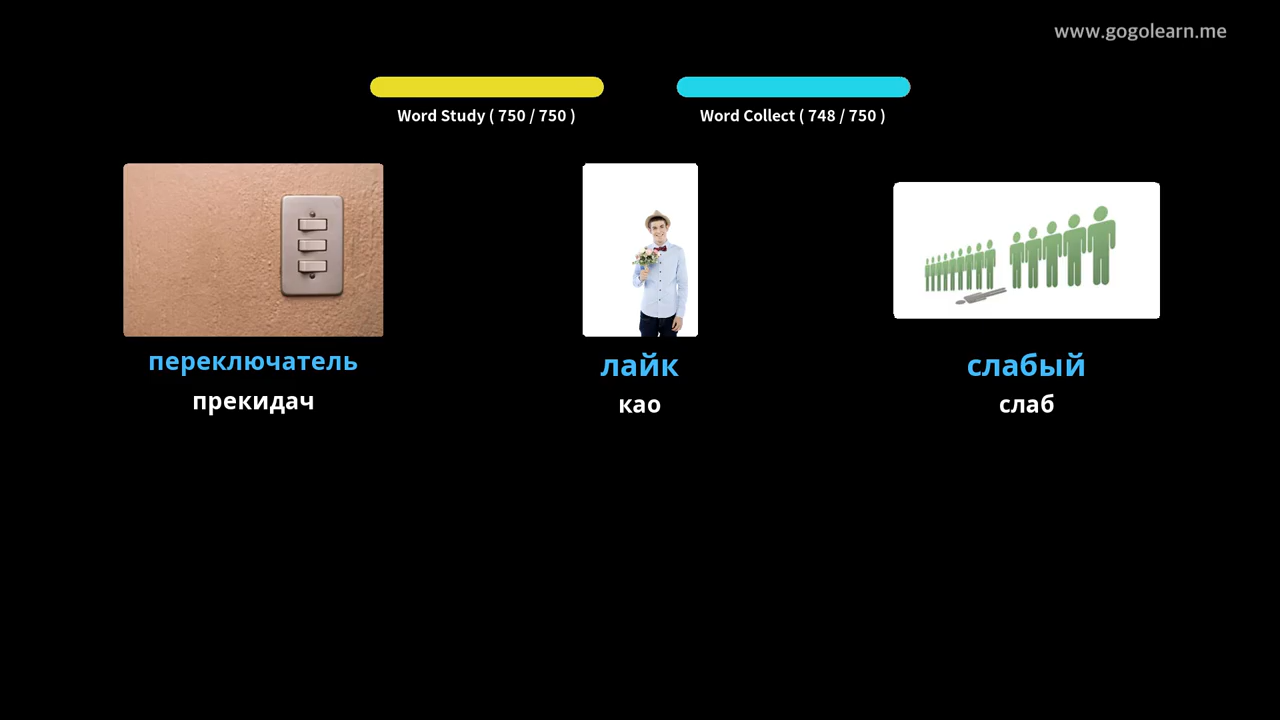 www.gogolearn.me
Word Study ( 750 / 750 )
Word Collect ( 748 / 750 )
переключатель
прекидач
лайк
као
слабый
слаб